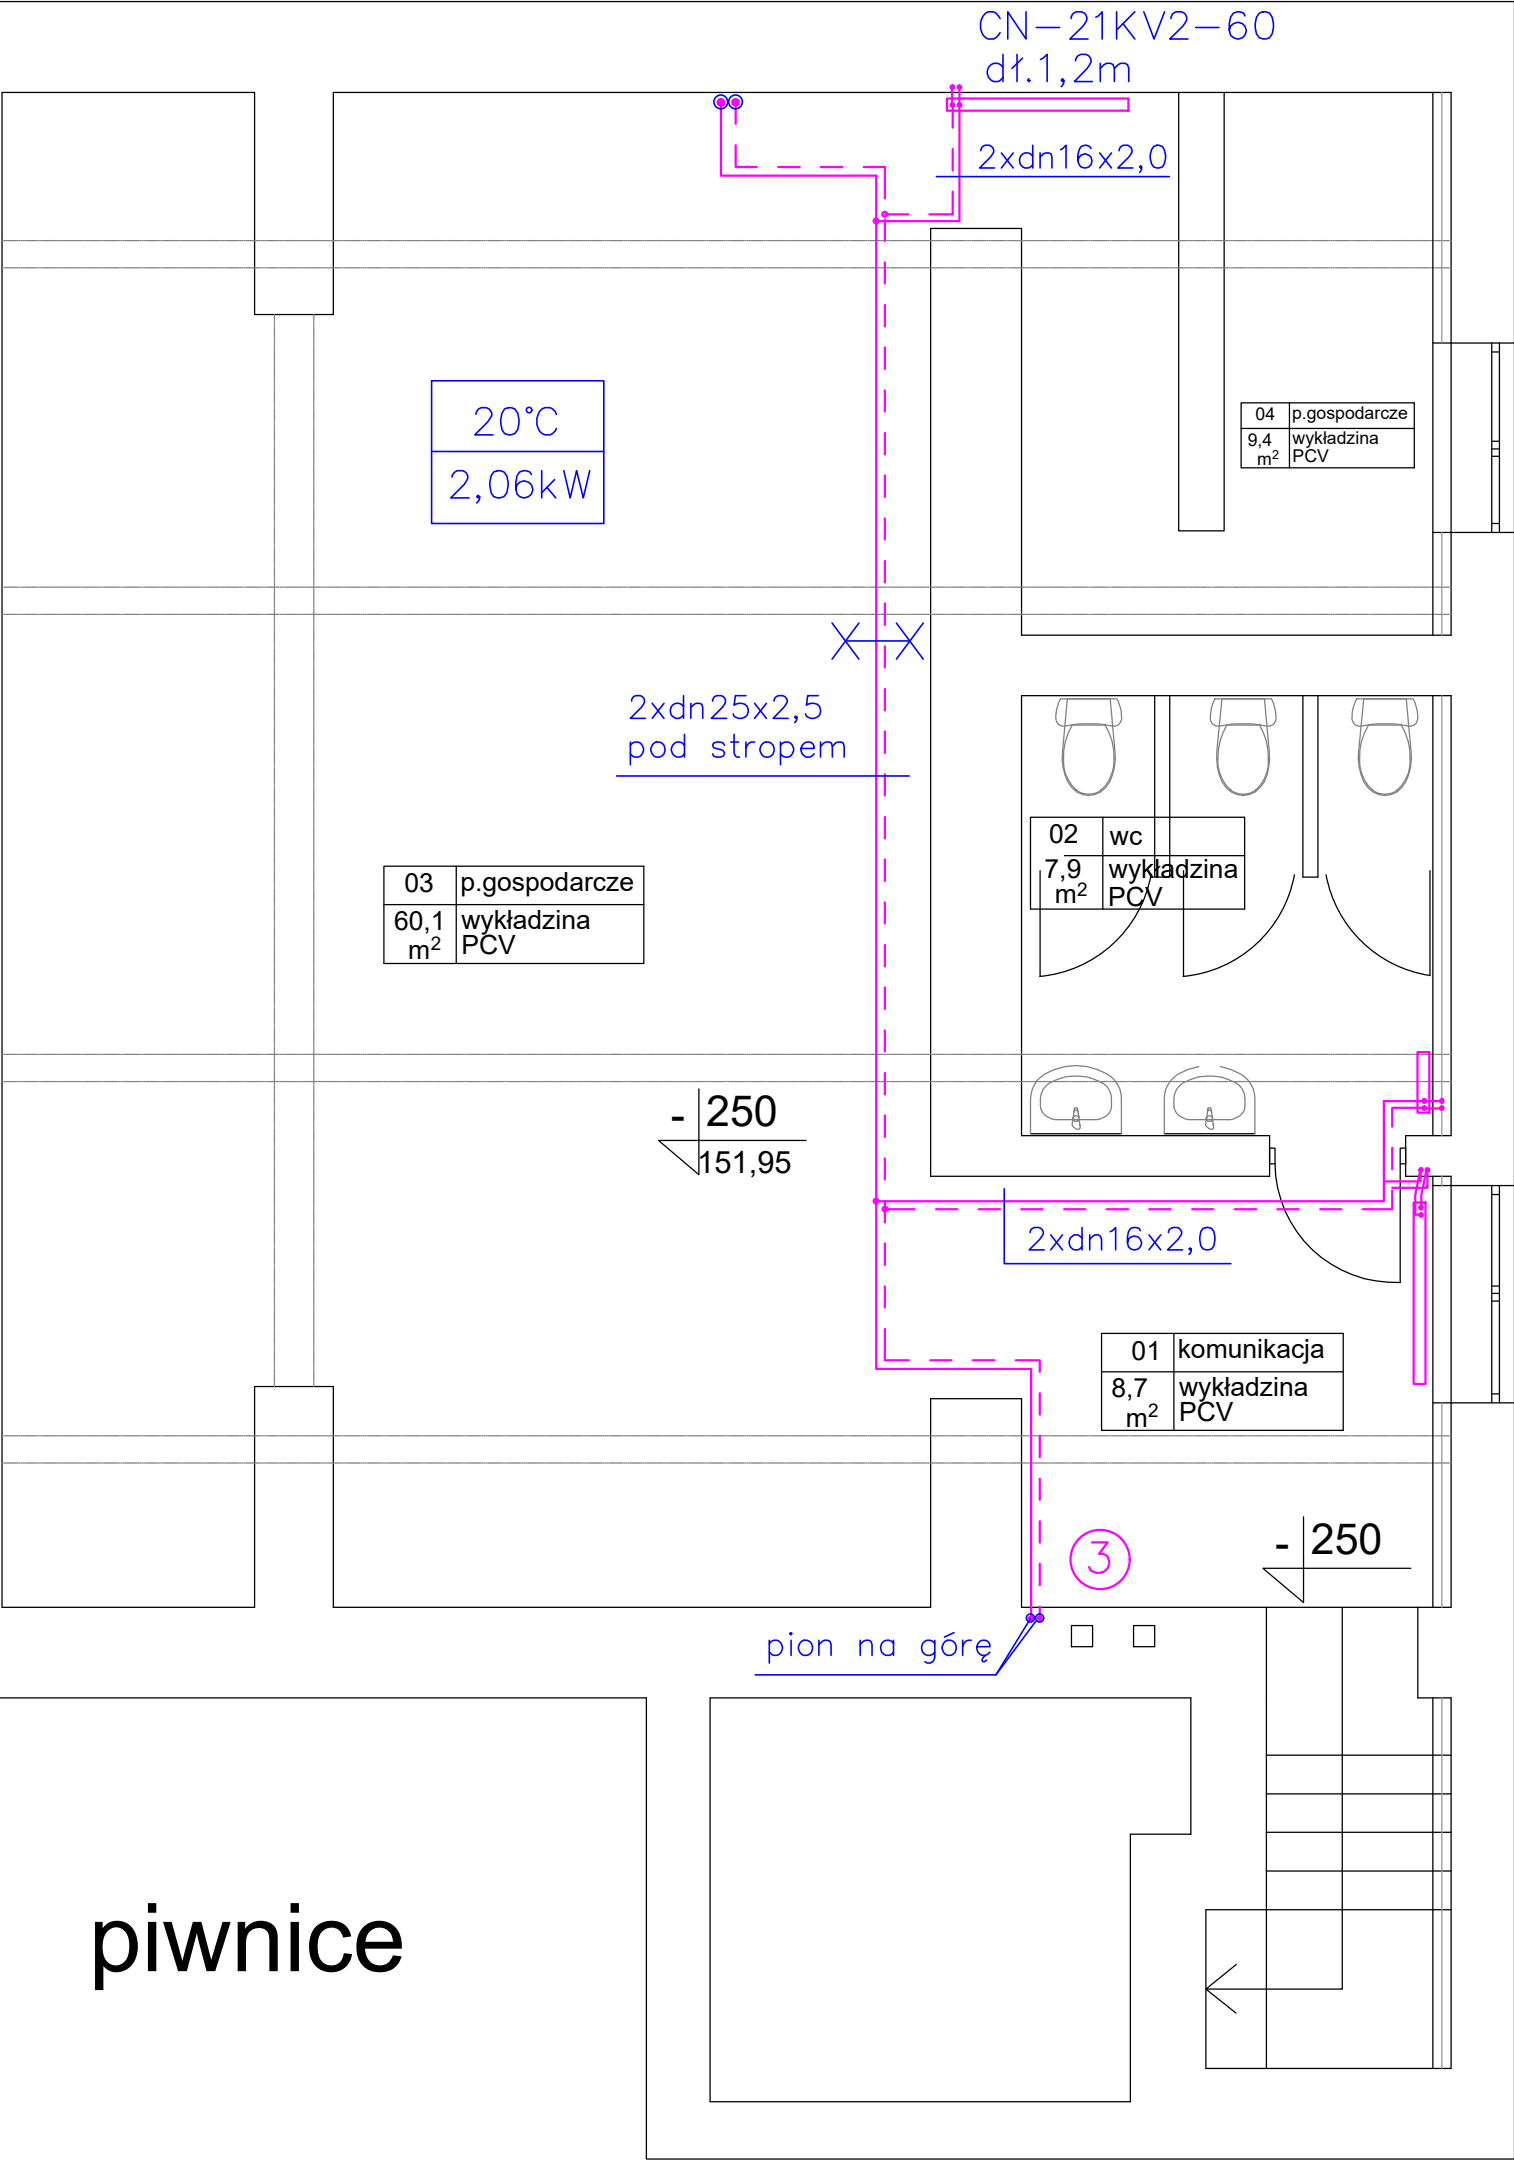 CN-21KV2-60
dł.1,2m
2xdn16x2,0
20°C
2,06kW
04 p.gospodarcze
9,4 wykładzina
m² PCV
2xdn25x2,5
pod stropem
02 wc
7,9 wykładzina
m² PCV
03 p.gospodarcze
60,1 wykładzina
m² PCV
- 250
151,95
2xdn16x2,0
01 komunikacja
8,7 wykładzina
m² PCV
- 250
3
pion na górę
piwnice